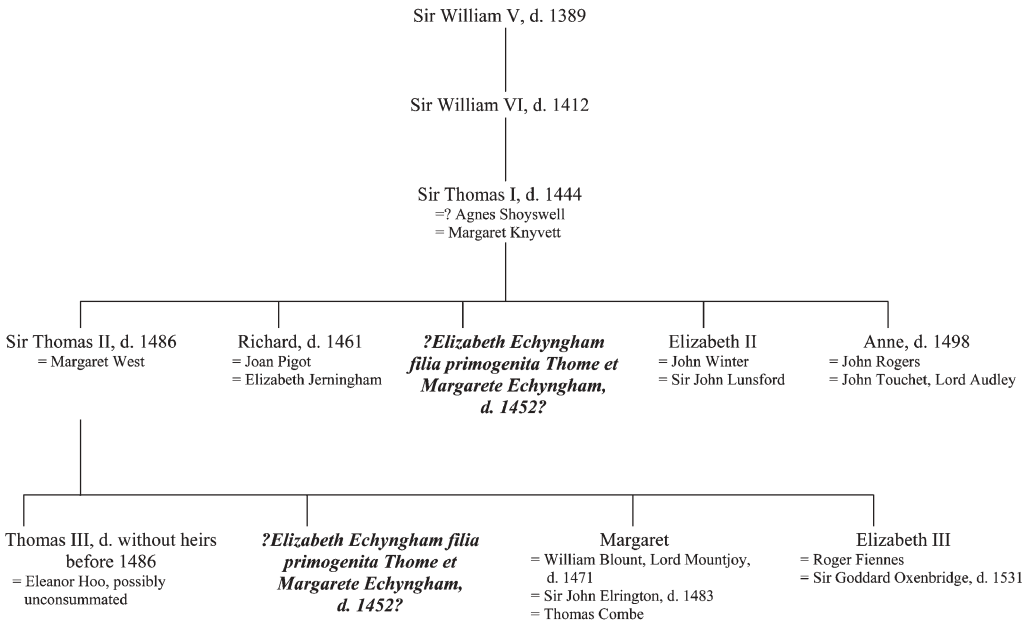 Sir William V, d. 1389
Sir William VI, d. 1412
Sir Thomas I, d. 1444
=? Agnes Shoyswell
= Margaret Knyvett
Sir Thomas II, d. 1486
= Margaret West
Richard, d. 1461
= Joan Pigot
= Elizabeth Jerningham
?Elizabeth Echyngham
filia primogenita Thome et
Margarete Echyngham,
d. 1452?
Elizabeth II
= John Winter
= Sir John Lunsford
Anne, d. 1498
= John Rogers
= John Touchet, Lord Audley
Thomas III, d. without heirs
before 1486
= Eleanor Hoo, possibly
unconsummated
?Elizabeth Echyngham filia
primogenita Thome et
Margarete Echyngham,
d. 1452?
Margaret
= William Blount, Lord Mountjoy,
d. 1471
= Sir John Elrington, d. 1483
= Thomas Combe
Elizabeth III
= Roger Fiennes
= Sir Goddard Oxenbridge, d. 1531